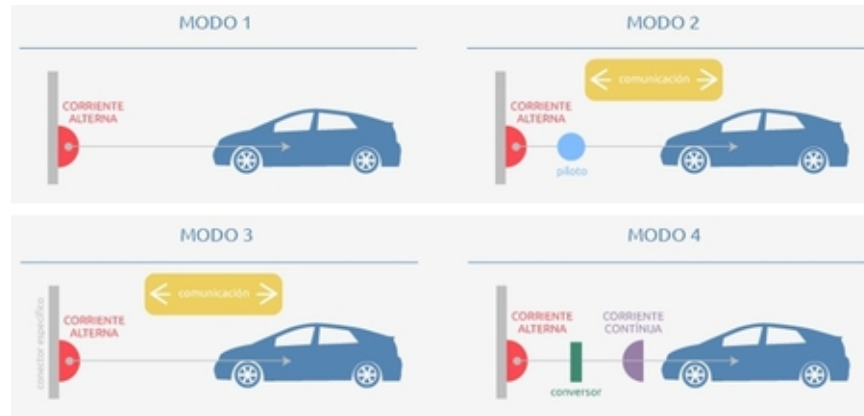 MODO 1
CORRIENTE
ALTERNA
MODO 2
comunicación
CORRIENTE
ALTERNA
piloto
MODO 3
comunicación
conector específico
CORRIENTE
ALTERNA
MODO 4
CORRIENTE
ALTERNA
CORRIENTE
CONTÍNUA
conversor